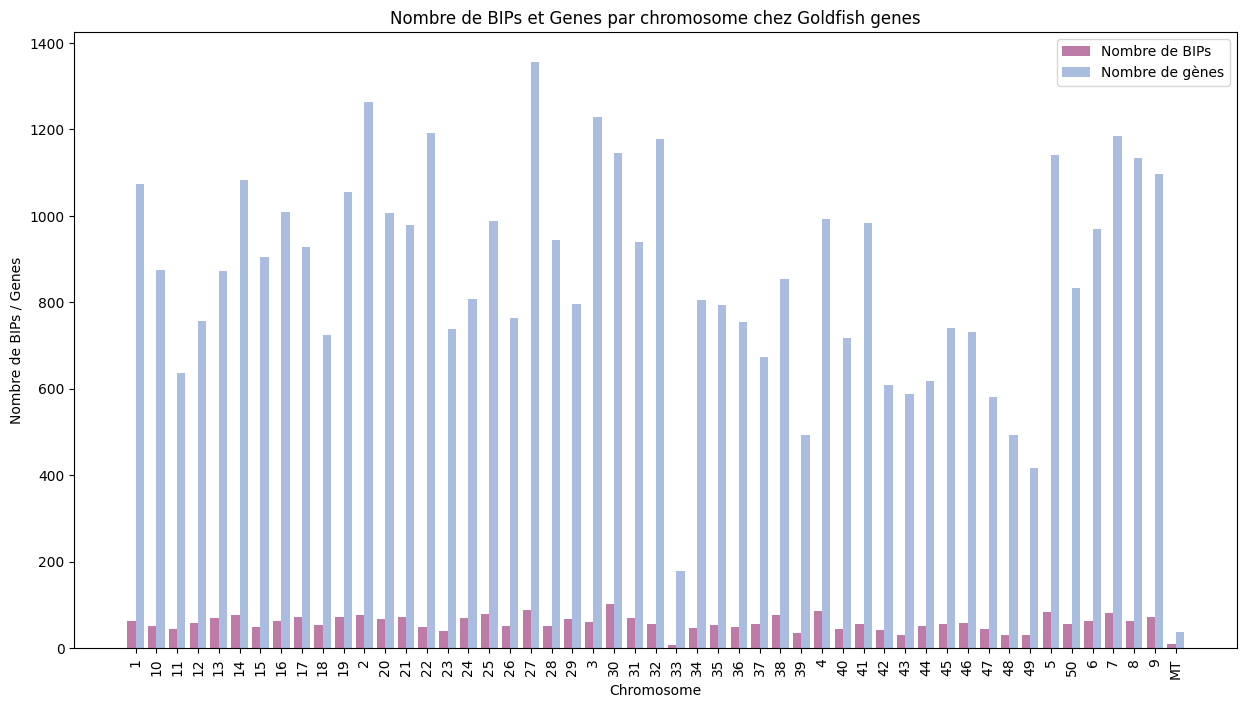 Nombre de BIPs et Genes par chromosome chez Goldfish genes
Nombre de BIPs
Nombre de gènes
Nombre de BIPs / Genes
1400
1200
1000
800
600
400
200
0
1 10 11 12 13 14 15 16 17 18 19 2 20 21 22 23 24 25 26 27 28 29 3 30 31 32 33 34 35 36 37 38 39 4 40 41 42 43 44 45 46 47 48 49 5 50 6 7 8 9 MT
Chromosome